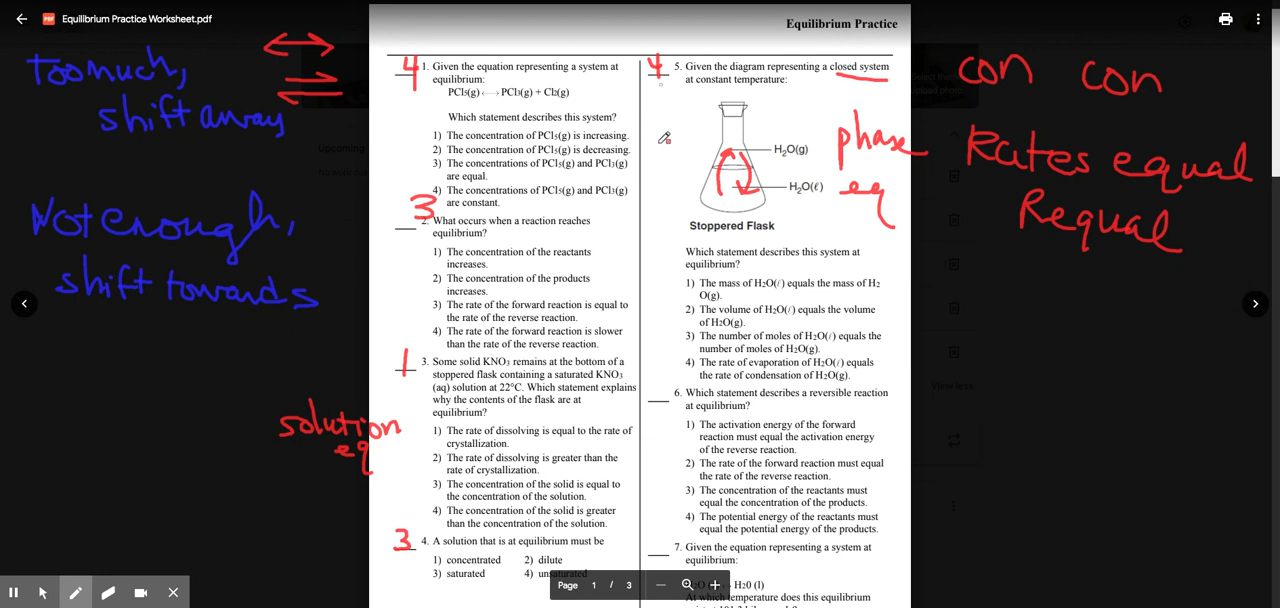 Equilibrium Practice Worksheet.pdf
Equilibrium Practice
Too much,
shift away
Not enough,
shift towards
con con
Rates equal
Requal
4
1. Given the equation representing a system at
equilibrium:
PCl5(g) ←→ PCl3(g) + Cl2(g)
Which statement describes this system?
1) The concentration of PCl5(g) is increasing.
2) The concentration of PCl5(g) is decreasing.
3) The concentrations of PCl5(g) and PCl3(g)
are equal.
4) The concentrations of PCl5(g) and PCl3(g)
are constant.
3
2. What occurs when a reaction reaches
equilibrium?
1) The concentration of the reactants
increases.
2) The concentration of the products
increases.
3) The rate of the forward reaction is equal to
the rate of the reverse reaction.
4) The rate of the forward reaction is slower
than the rate of the reverse reaction.
1
3. Some solid KNO3 remains at the bottom of a
stoppered flask containing a saturated KNO3
(aq) solution at 22°C. Which statement explains
why the contents of the flask are at
equilibrium?
solution
eq
1) The rate of dissolving is equal to the rate of
crystallization.
2) The rate of dissolving is greater than the
rate of crystallization.
3) The concentration of the solid is equal to
the concentration of the solution.
4) The concentration of the solid is greater
than the concentration of the solution.
3
4. A solution that is at equilibrium must be
1) concentrated 2) dilute
3) saturated 4) unsaturated
4
5. Given the diagram representing a closed system
at constant temperature:
H2O(g)
H2O(ℓ)
Stoppered Flask
phase
eq
Which statement describes this system at
equilibrium?
1) The mass of H2O(ℓ) equals the mass of H2
O(g).
2) The volume of H2O(ℓ) equals the volume
of H2O(g).
3) The number of moles of H2O(ℓ) equals the
number of moles of H2O(g).
4) The rate of evaporation of H2O(ℓ) equals
the rate of condensation of H2O(g).
6. Which statement describes a reversible reaction
at equilibrium?
1) The activation energy of the forward
reaction must equal the activation energy
of the reverse reaction.
2) The rate of the forward reaction must equal
the rate of the reverse reaction.
3) The concentration of the reactants must
equal the concentration of the products.
4) The potential energy of the reactants must
equal the potential energy of the products.
7. Given the equation representing a system at
equilibrium:
H2O (l)
At which temperature does this equilibrium
Page 1 / 3
Upcoming
View less